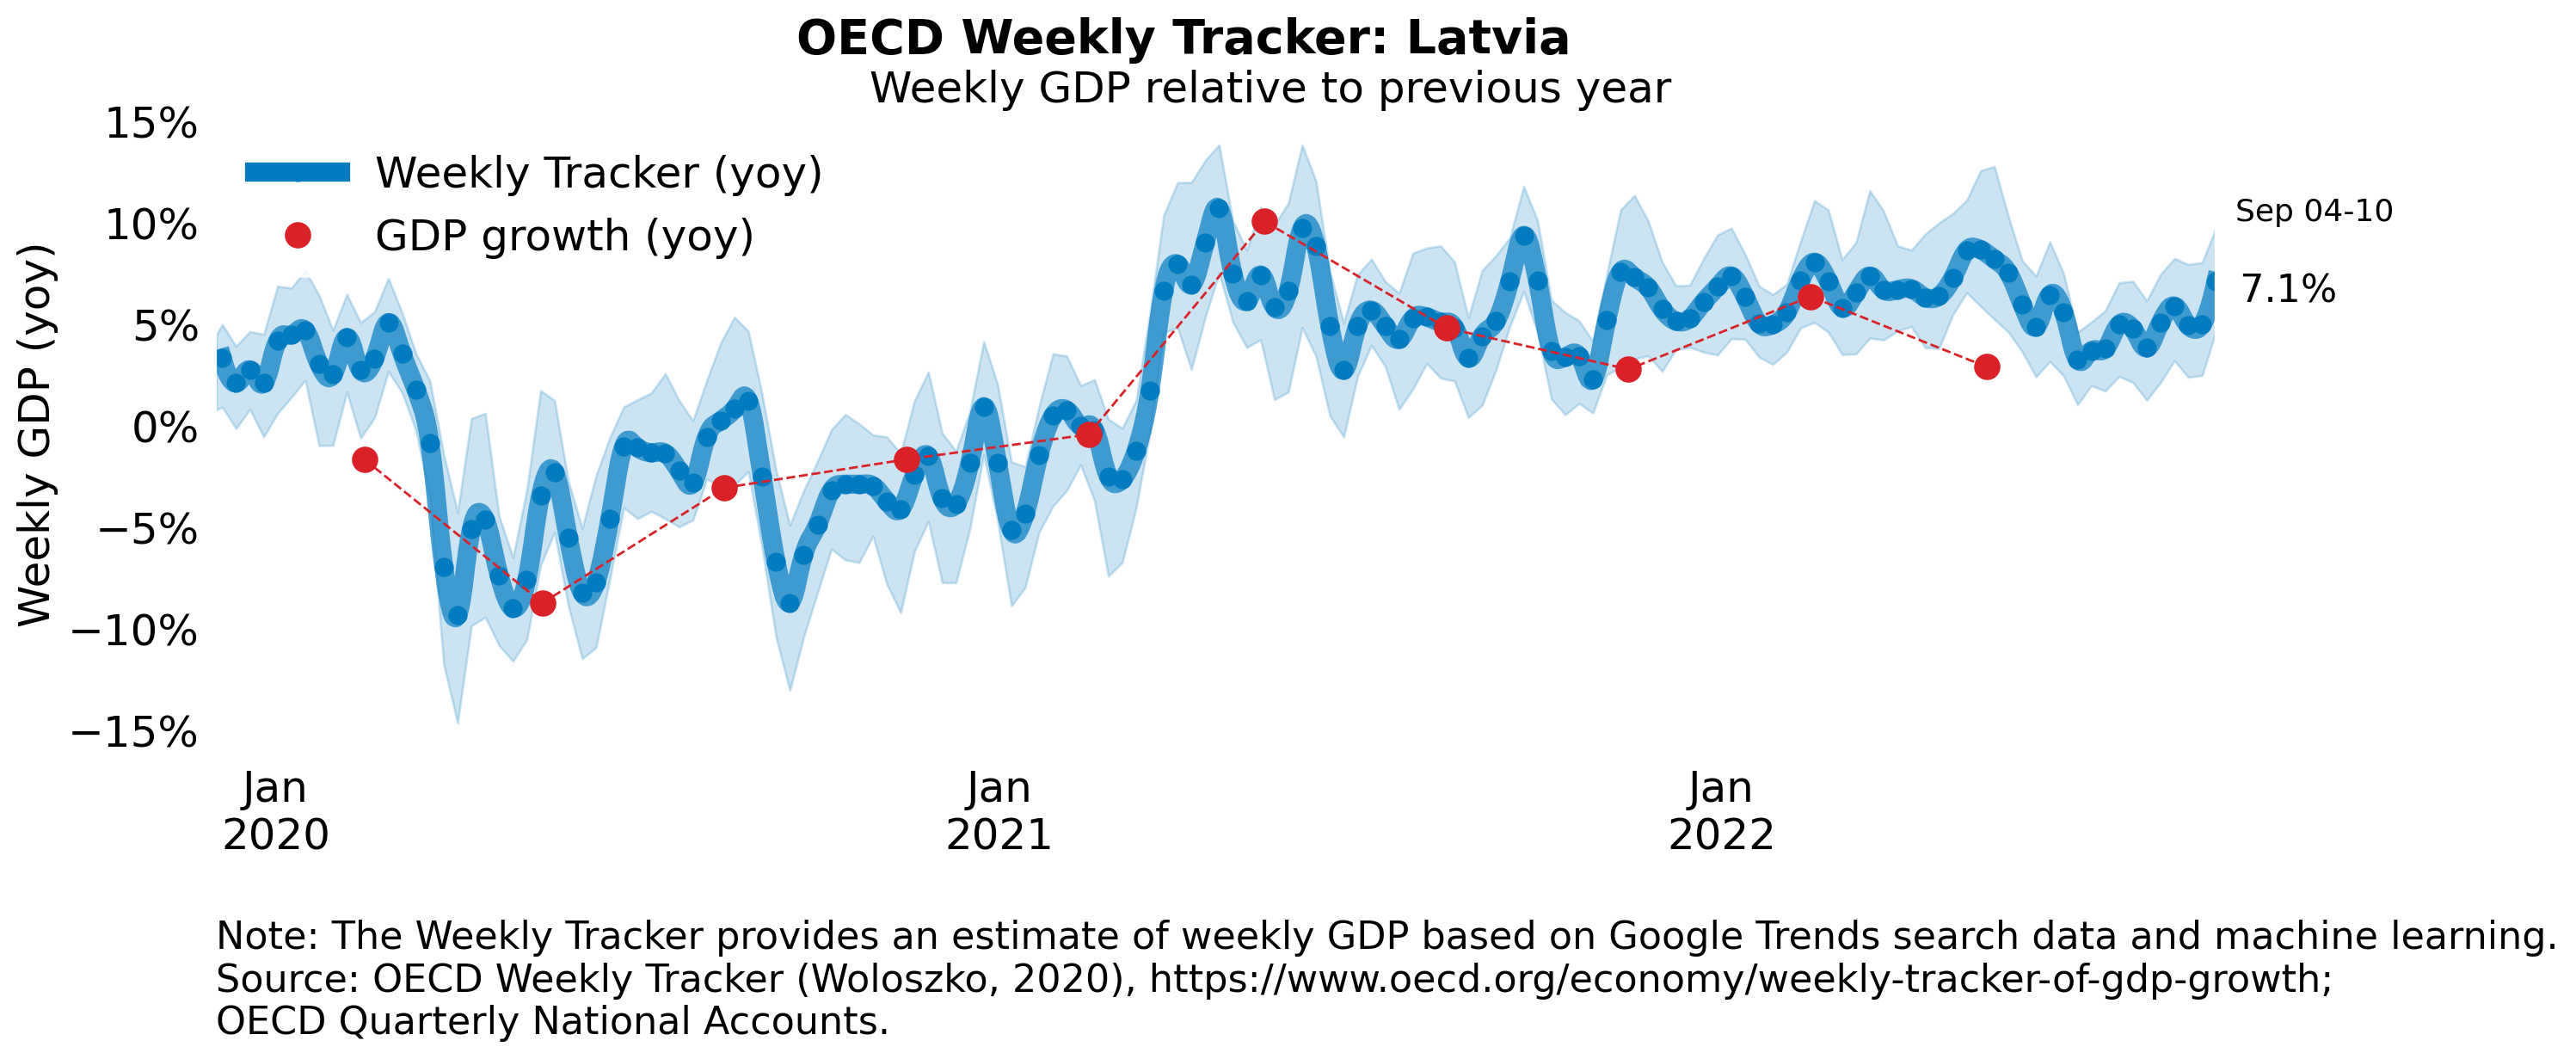 OECD Weekly Tracker: Latvia
Weekly GDP relative to previous year
15%
10%
5%
0%
−5%
−10%
−15%
Weekly GDP (yoy)
Weekly Tracker (yoy)
GDP growth (yoy)
Sep 04-10
7.1%
Jan
2020
Jan
2021
Jan
2022
Note: The Weekly Tracker provides an estimate of weekly GDP based on Google Trends search data and machine learning.
Source: OECD Weekly Tracker (Woloszko, 2020), https://www.oecd.org/economy/weekly-tracker-of-gdp-growth;
OECD Quarterly National Accounts.